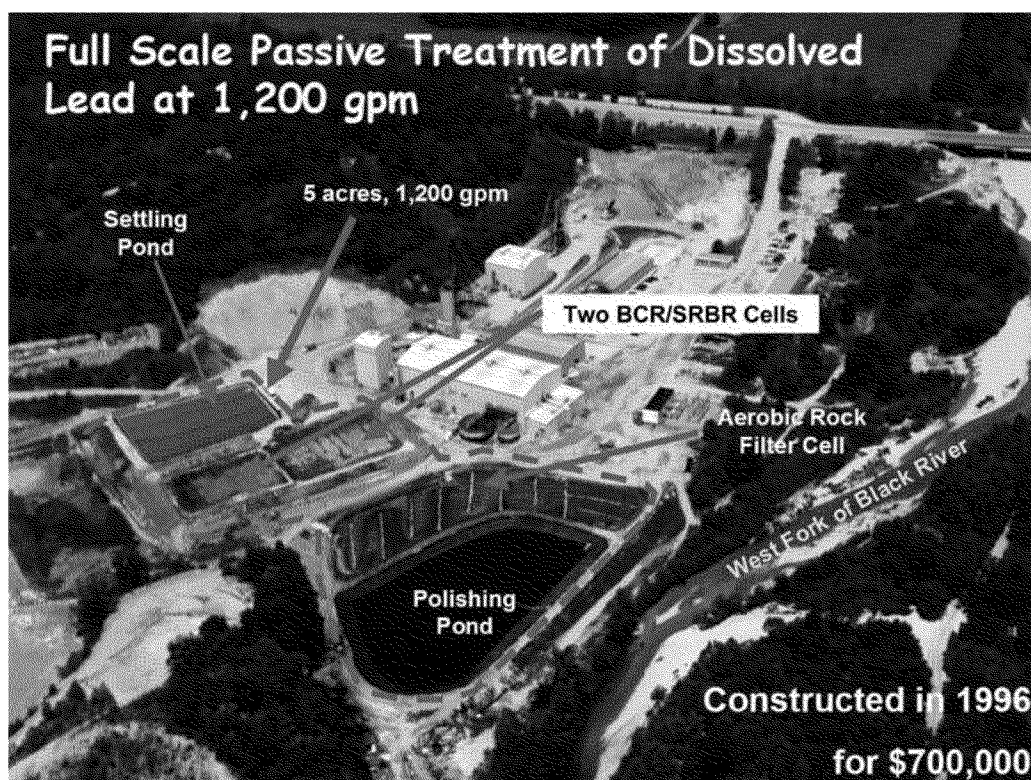 Full Scale Passive Treatment of Dissolved
Lead at 1,200 gpm
5 acres, 1,200 gpm
Settling
Pond
Two BCR/SRBR Cells
Aerobic Rock
Filter Cell
West Fork of Black River
Polishing
Pond
Constructed in 1996
for $700,000